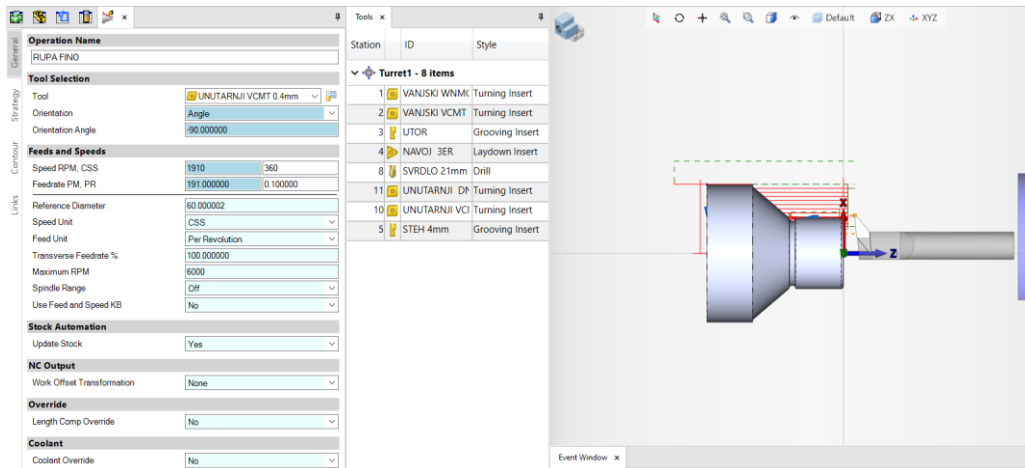 General
Strategy
Contour
Links
Operation Name
RUPA FINO
Tool Selection
Tool UNUTARNJI VCMT 0.4mm
Orientation Angle
Orientation Angle -90.000000
Feeds and Speeds
Speed RPM, CSS 1910 360
Feedrate PM, PR 191.000000 0.100000
Reference Diameter 60.000002
Speed Unit CSS
Feed Unit Per Revolution
Transverse Feedrate % 100.000000
Maximum RPM 6000
Spindle Range Off
Use Feed and Speed KB No
Stock Automation
Update Stock Yes
NC Output
Work Offset Transformation None
Override
Length Comp Override No
Coolant
Coolant Override No
Tools ×
Station ID Style
Turret1 - 8 items
1 VANJSKI WNMG Turning Insert
2 VANJSKI VCMT Turning Insert
3 UTOR Grooving Insert
4 NAVOJ 3ER Laydown Insert
8 SVRDLO 21mm Drill
11 UNUTARNJI DN Turning Insert
10 UNUTARNJI VCI Turning Insert
5 STEH 4mm Grooving Insert
Default ZX XYZ
X
Z
Event Window ×